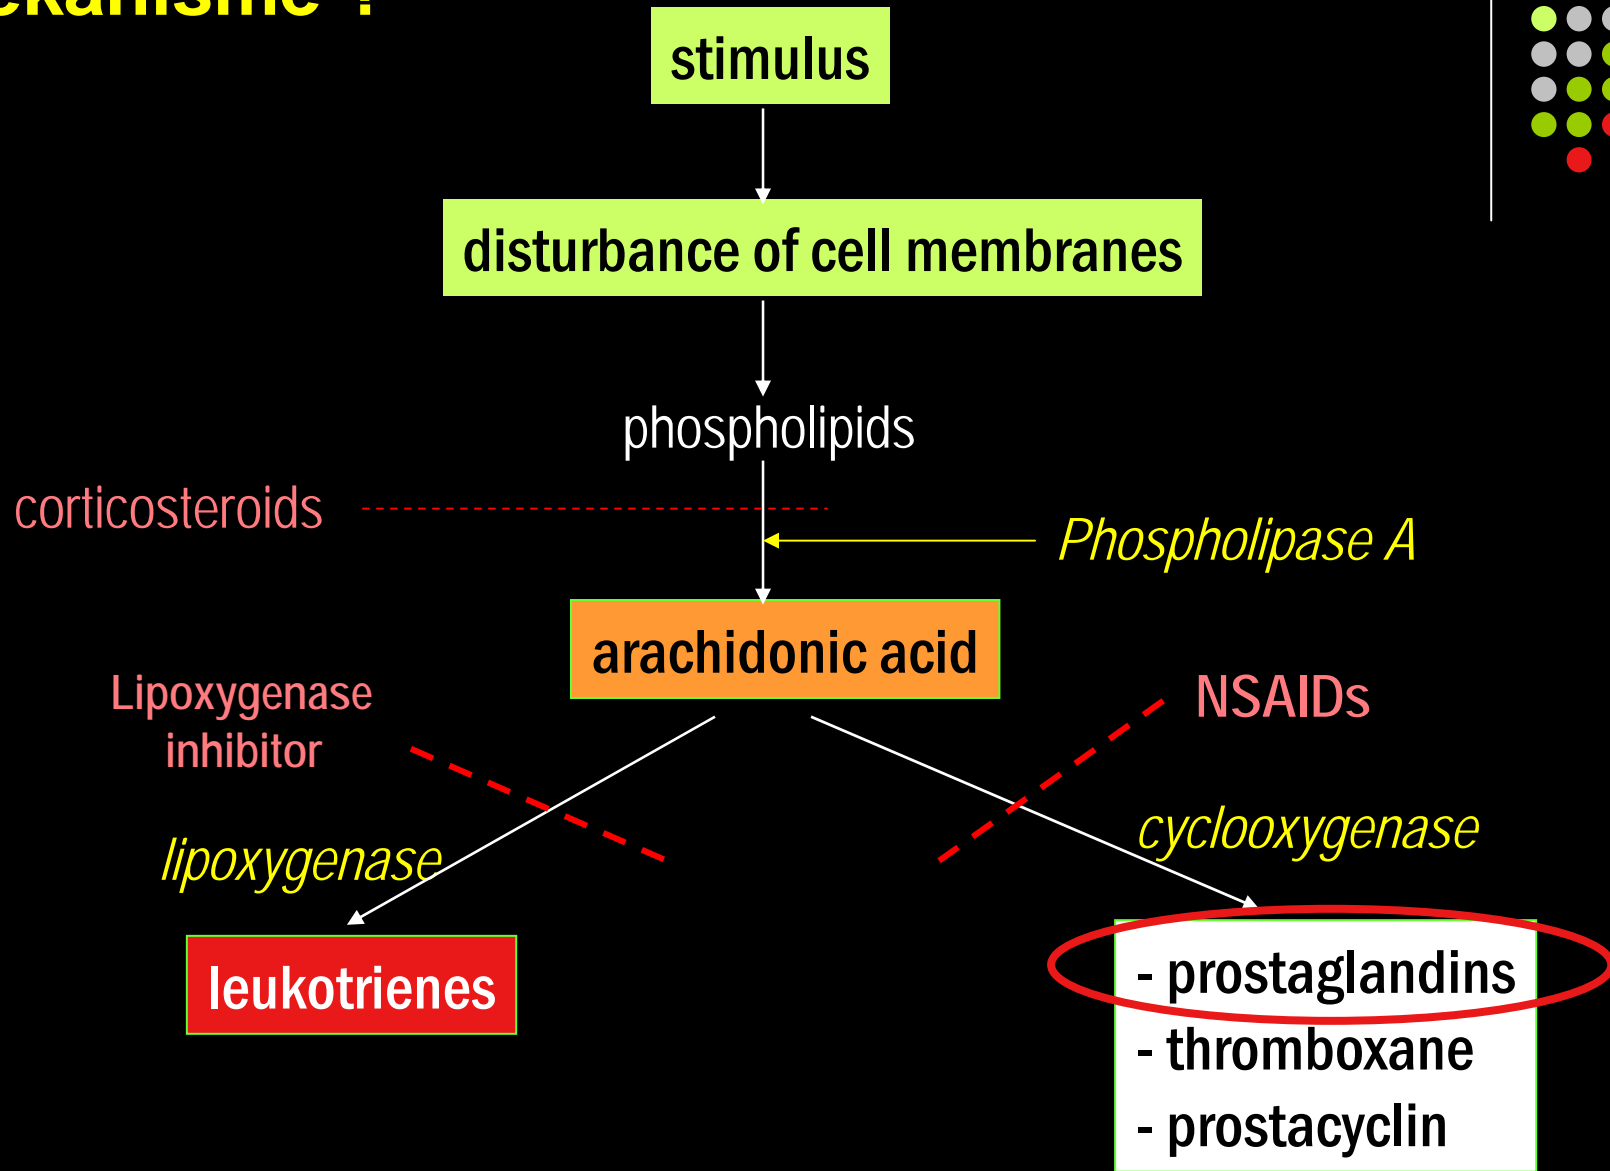 stimulus
disturbance of cell membranes
phospholipids
corticosteroids
Phospholipase A
arachidonic acid
Lipoxygenase
inhibitor
NSAIDs
cyclooxygenase
lipoxygenase
leukotrienes
- prostaglandins
- thromboxane
- prostacyclin